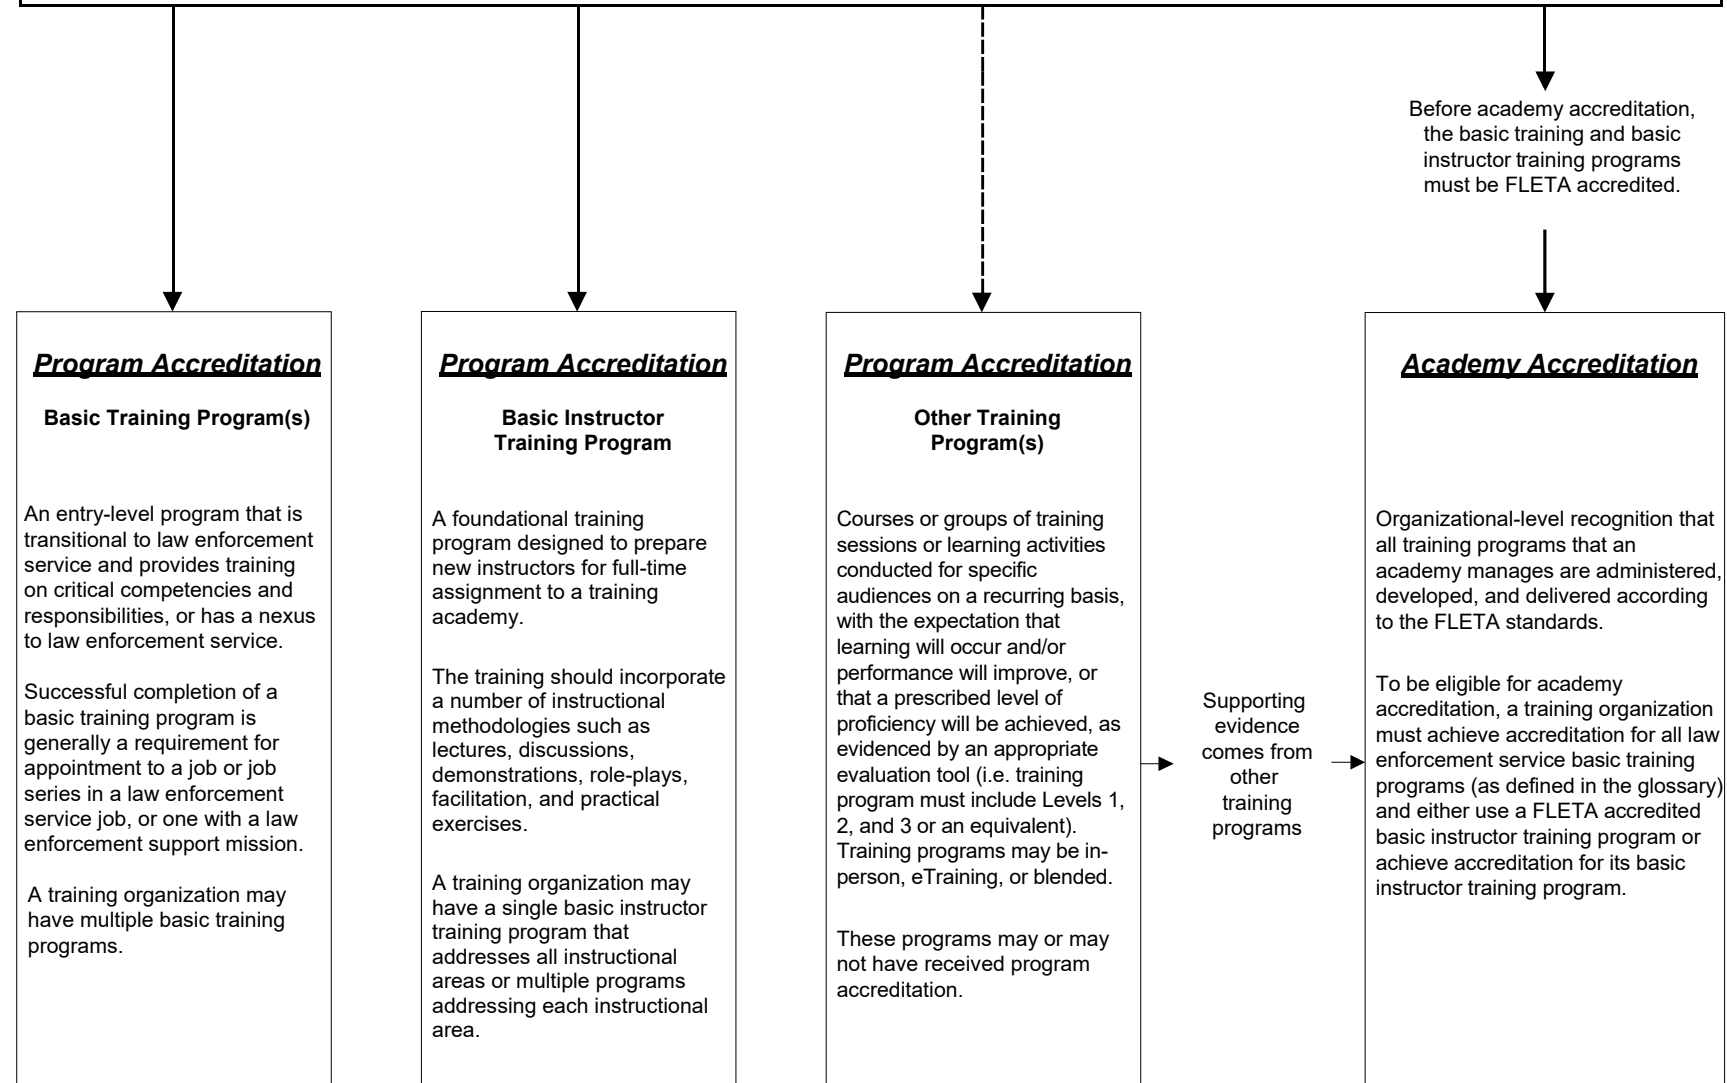 Before academy accreditation,
the basic training and basic
instructor training programs
must be FLETA accredited.
Program Accreditation
Basic Training Program(s)
An entry-level program that is
transitional to law enforcement
service and provides training
on critical competencies and
responsibilities, or has a nexus
to law enforcement service.
Successful completion of a
basic training program is
generally a requirement for
appointment to a job or job
series in a law enforcement
service job, or one with a law
enforcement support mission.
A training organization may
have multiple basic training
programs.
Program Accreditation
Basic Instructor
Training Program
A foundational training
program designed to prepare
new instructors for full-time
assignment to a training
academy.
The training should incorporate
a number of instructional
methodologies such as
lectures, discussions,
demonstrations, role-plays,
facilitation, and practical
exercises.
A training organization may
have a single basic instructor
training program that
addresses all instructional
areas or multiple programs
addressing each instructional
area.
Program Accreditation
Other Training
Program(s)
Courses or groups of training
sessions or learning activities
conducted for specific
audiences on a recurring basis,
with the expectation that
learning will occur and/or
performance will improve, or
that a prescribed level of
proficiency will be achieved, as
evidenced by an appropriate
evaluation tool (i.e. training
program must include Levels 1,
2, and 3 or an equivalent).
Training programs may be in-
person, eTraining, or blended.
These programs may or may
not have received program
accreditation.
Supporting
evidence
comes from
other
training
programs
Academy Accreditation
Organizational-level recognition that
all training programs that an
academy manages are administered,
developed, and delivered according
to the FLETA standards.
To be eligible for academy
accreditation, a training organization
must achieve accreditation for all law
enforcement service basic training
programs (as defined in the glossary)
and either use a FLETA accredited
basic instructor training program or
achieve accreditation for its basic
instructor training program.